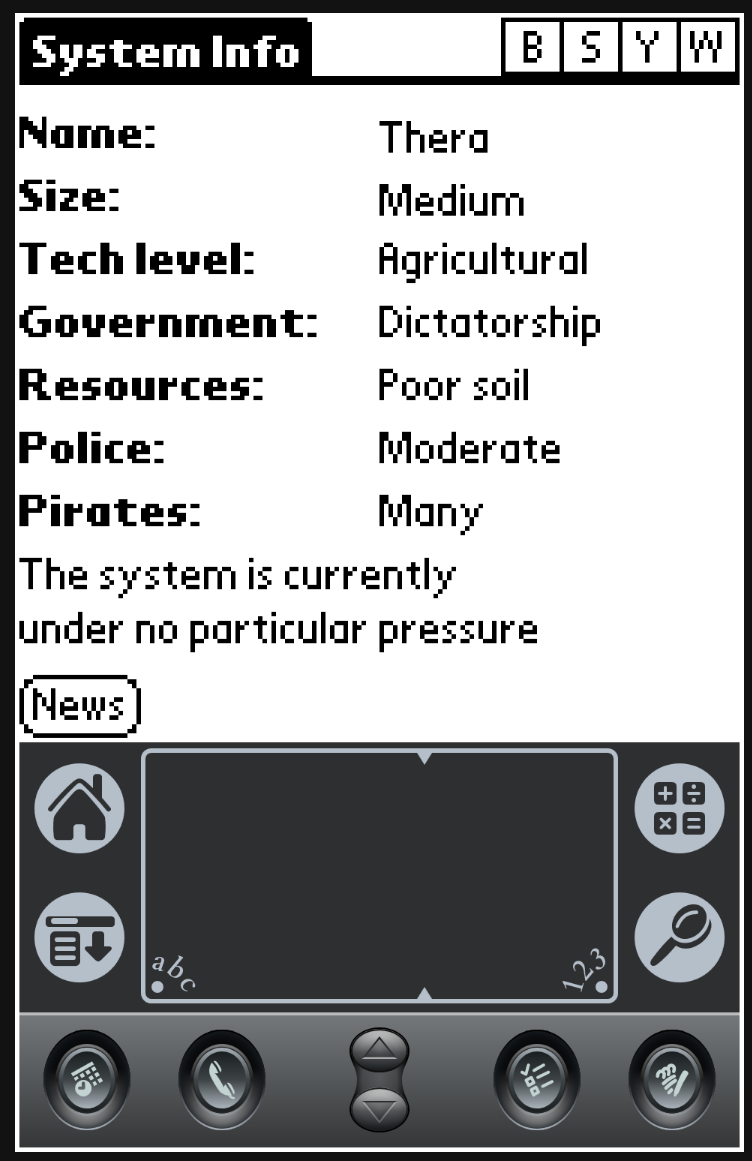 System Info B S Y W
Name: Thera
Size: Medium
Tech level: Agricultural
Government: Dictatorship
Resources: Poor soil
Police: Moderate
Pirates: Many
The system is currently
under no particular pressure
News
+ ÷
× =
abc 123